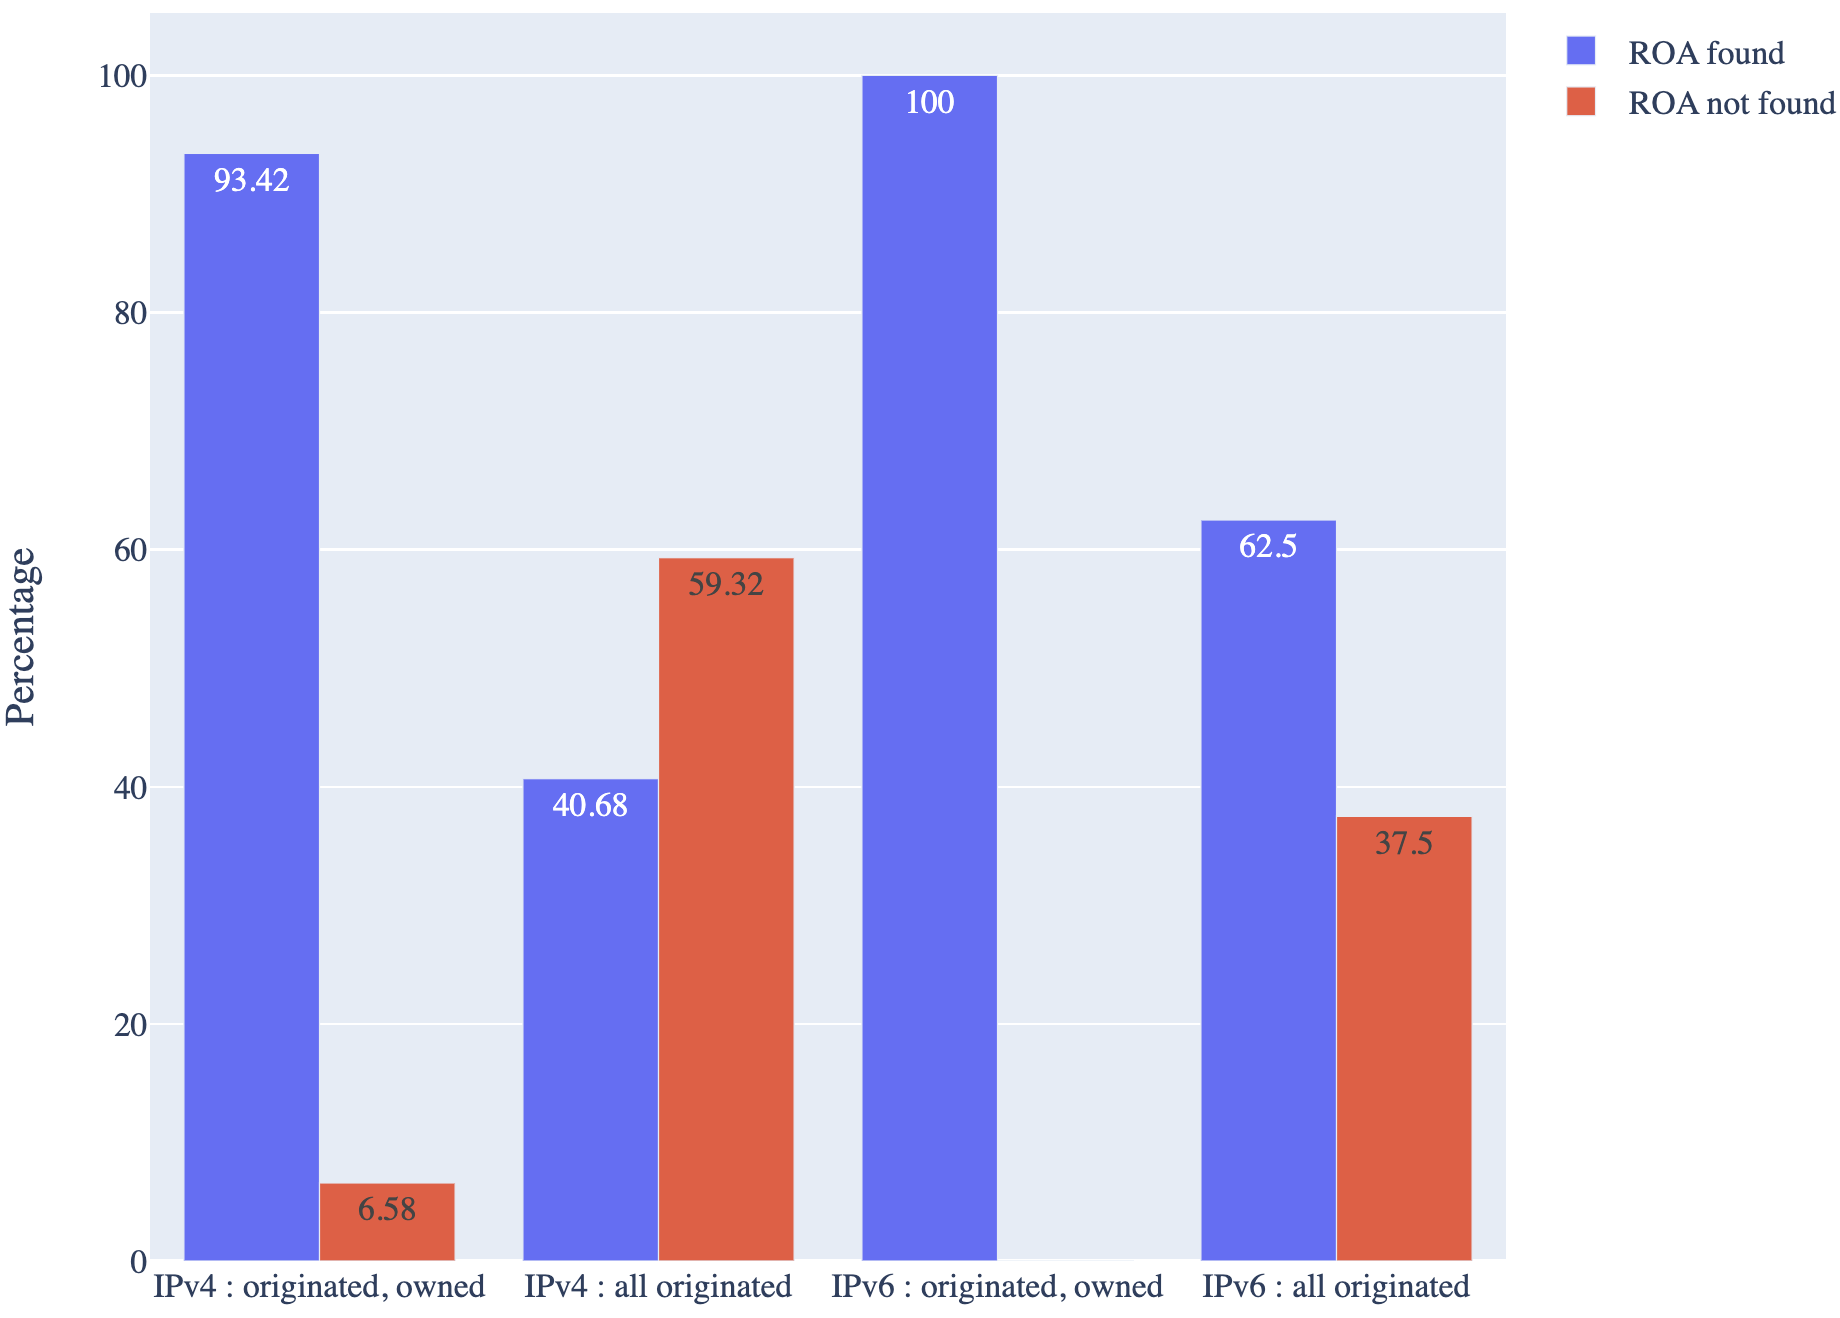 ROA found
ROA not found
Percentage
100
80
60
40
20
0
93.42
6.58
40.68
59.32
100
62.5
37.5
IPv4 : originated, owned
IPv4 : all originated
IPv6 : originated, owned
IPv6 : all originated